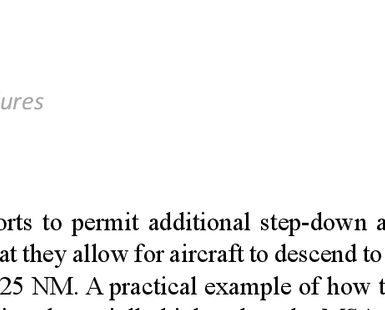 ures
orts to permit additional step-down a
at they allow for aircraft to descend to
25 NM. A practical example of how t